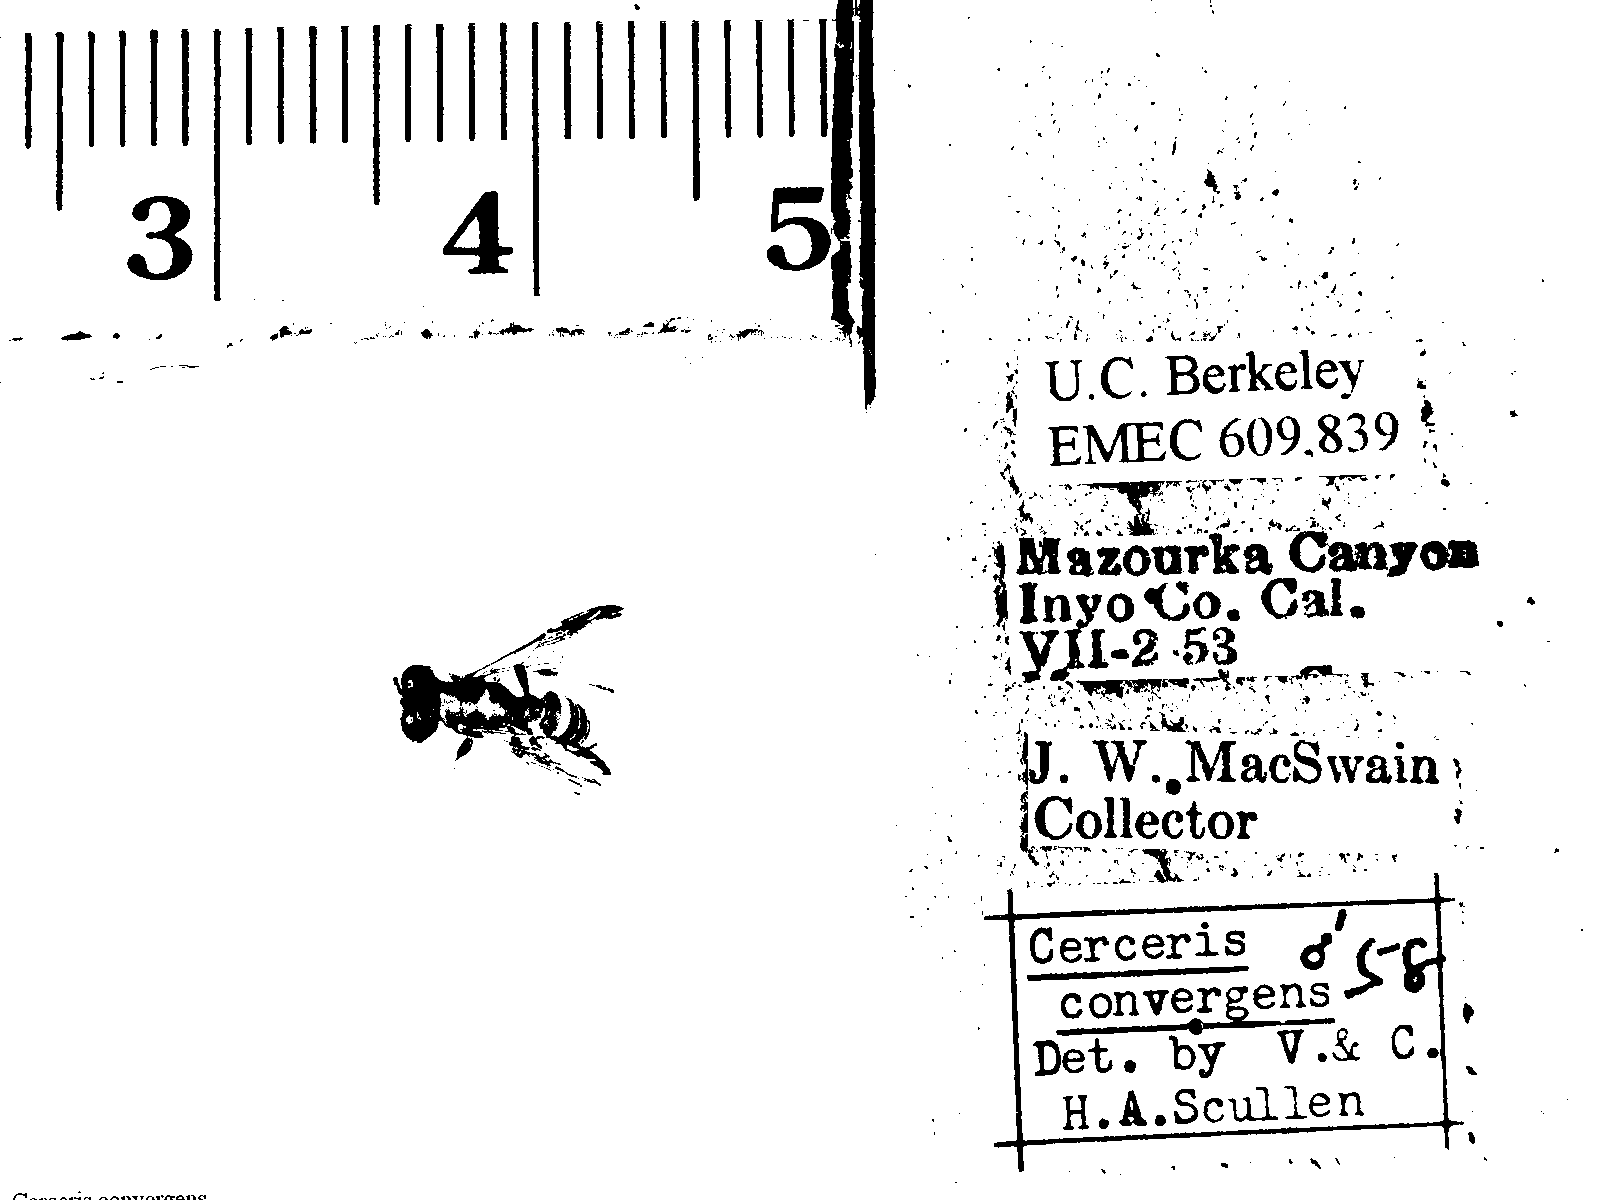 3 4 5
U.C. Berkeley
EMEC 609,839
Mazourka Canyon
Inyo Co. Cal.
VII-2 53
J. W. MacSwain
Collector
Cerceris ♂ '58
convergens
Det. by V.& C.
H.A.Scullen
Cerceris convergens